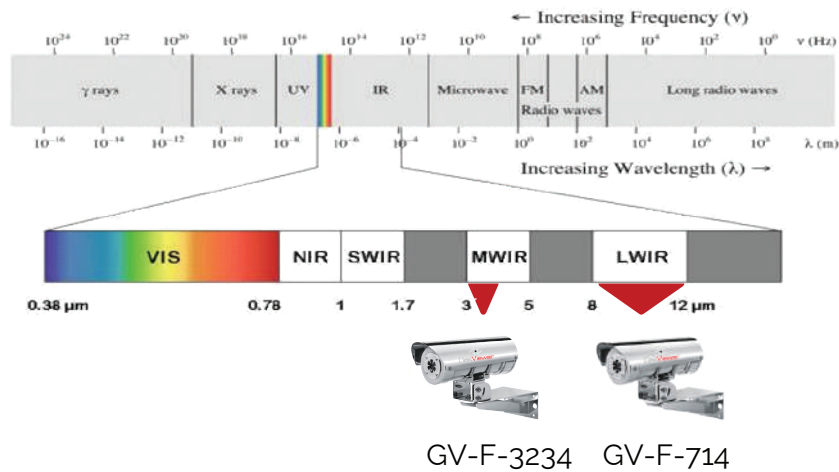 ← Increasing Frequency (ν)
10²⁴ 10²² 10²⁰ 10¹⁸ 10¹⁶ 10¹⁴ 10¹² 10¹⁰ 10⁸ 10⁶ 10⁴ 10² 10⁰ ν (Hz)
γ rays X rays UV IR Microwave FM AM Long radio waves
Radio waves
10⁻¹⁶ 10⁻¹⁴ 10⁻¹² 10⁻¹⁰ 10⁻⁸ 10⁻⁶ 10⁻⁴ 10⁻² 10⁰ 10² 10⁴ 10⁶ 10⁸ λ (m)
Increasing Wavelength (λ) →
VIS NIR SWIR MWIR LWIR
0.38 µm 0.78 1 1.7 3 5 8 12 µm
GV-F-3234 GV-F-714